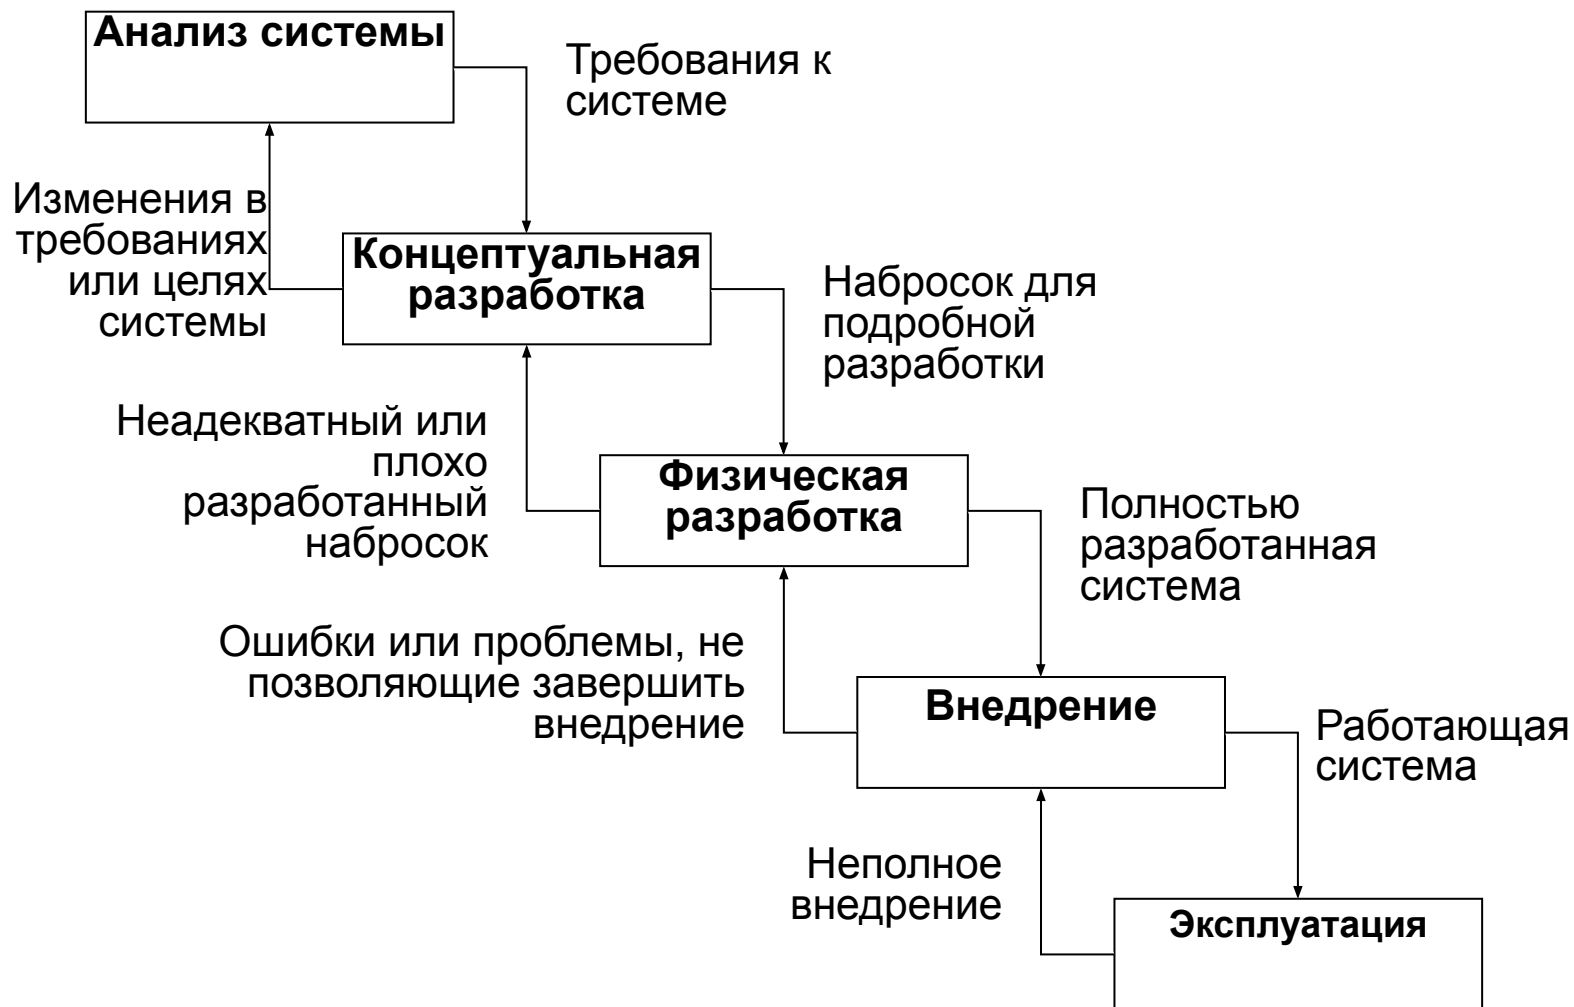 Анализ системы
Требования к
системе
Изменения в
требованиях
или целях
системы
Концептуальная
разработка
Набросок для
подробной
разработки
Неадекватный или
плохо
разработанный
набросок
Физическая
разработка
Полностью
разработанная
система
Ошибки или проблемы, не
позволяющие завершить
внедрение
Внедрение
Работающая
система
Неполное
внедрение
Эксплуатация